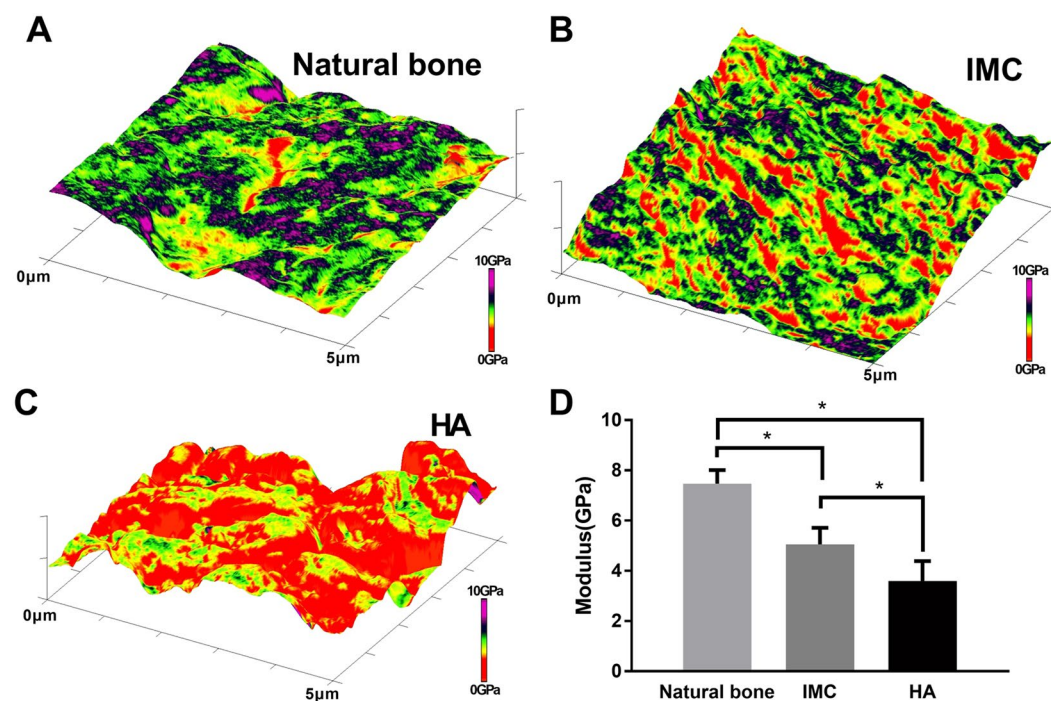 A
Natural bone
10GPa
0GPa
0μm
5μm
B
IMC
10GPa
0GPa
0μm
5μm
C
HA
10GPa
0GPa
0μm
5μm
D
10
8
6
4
2
0
Modulus(GPa)
*
*
*
Natural bone
IMC
HA